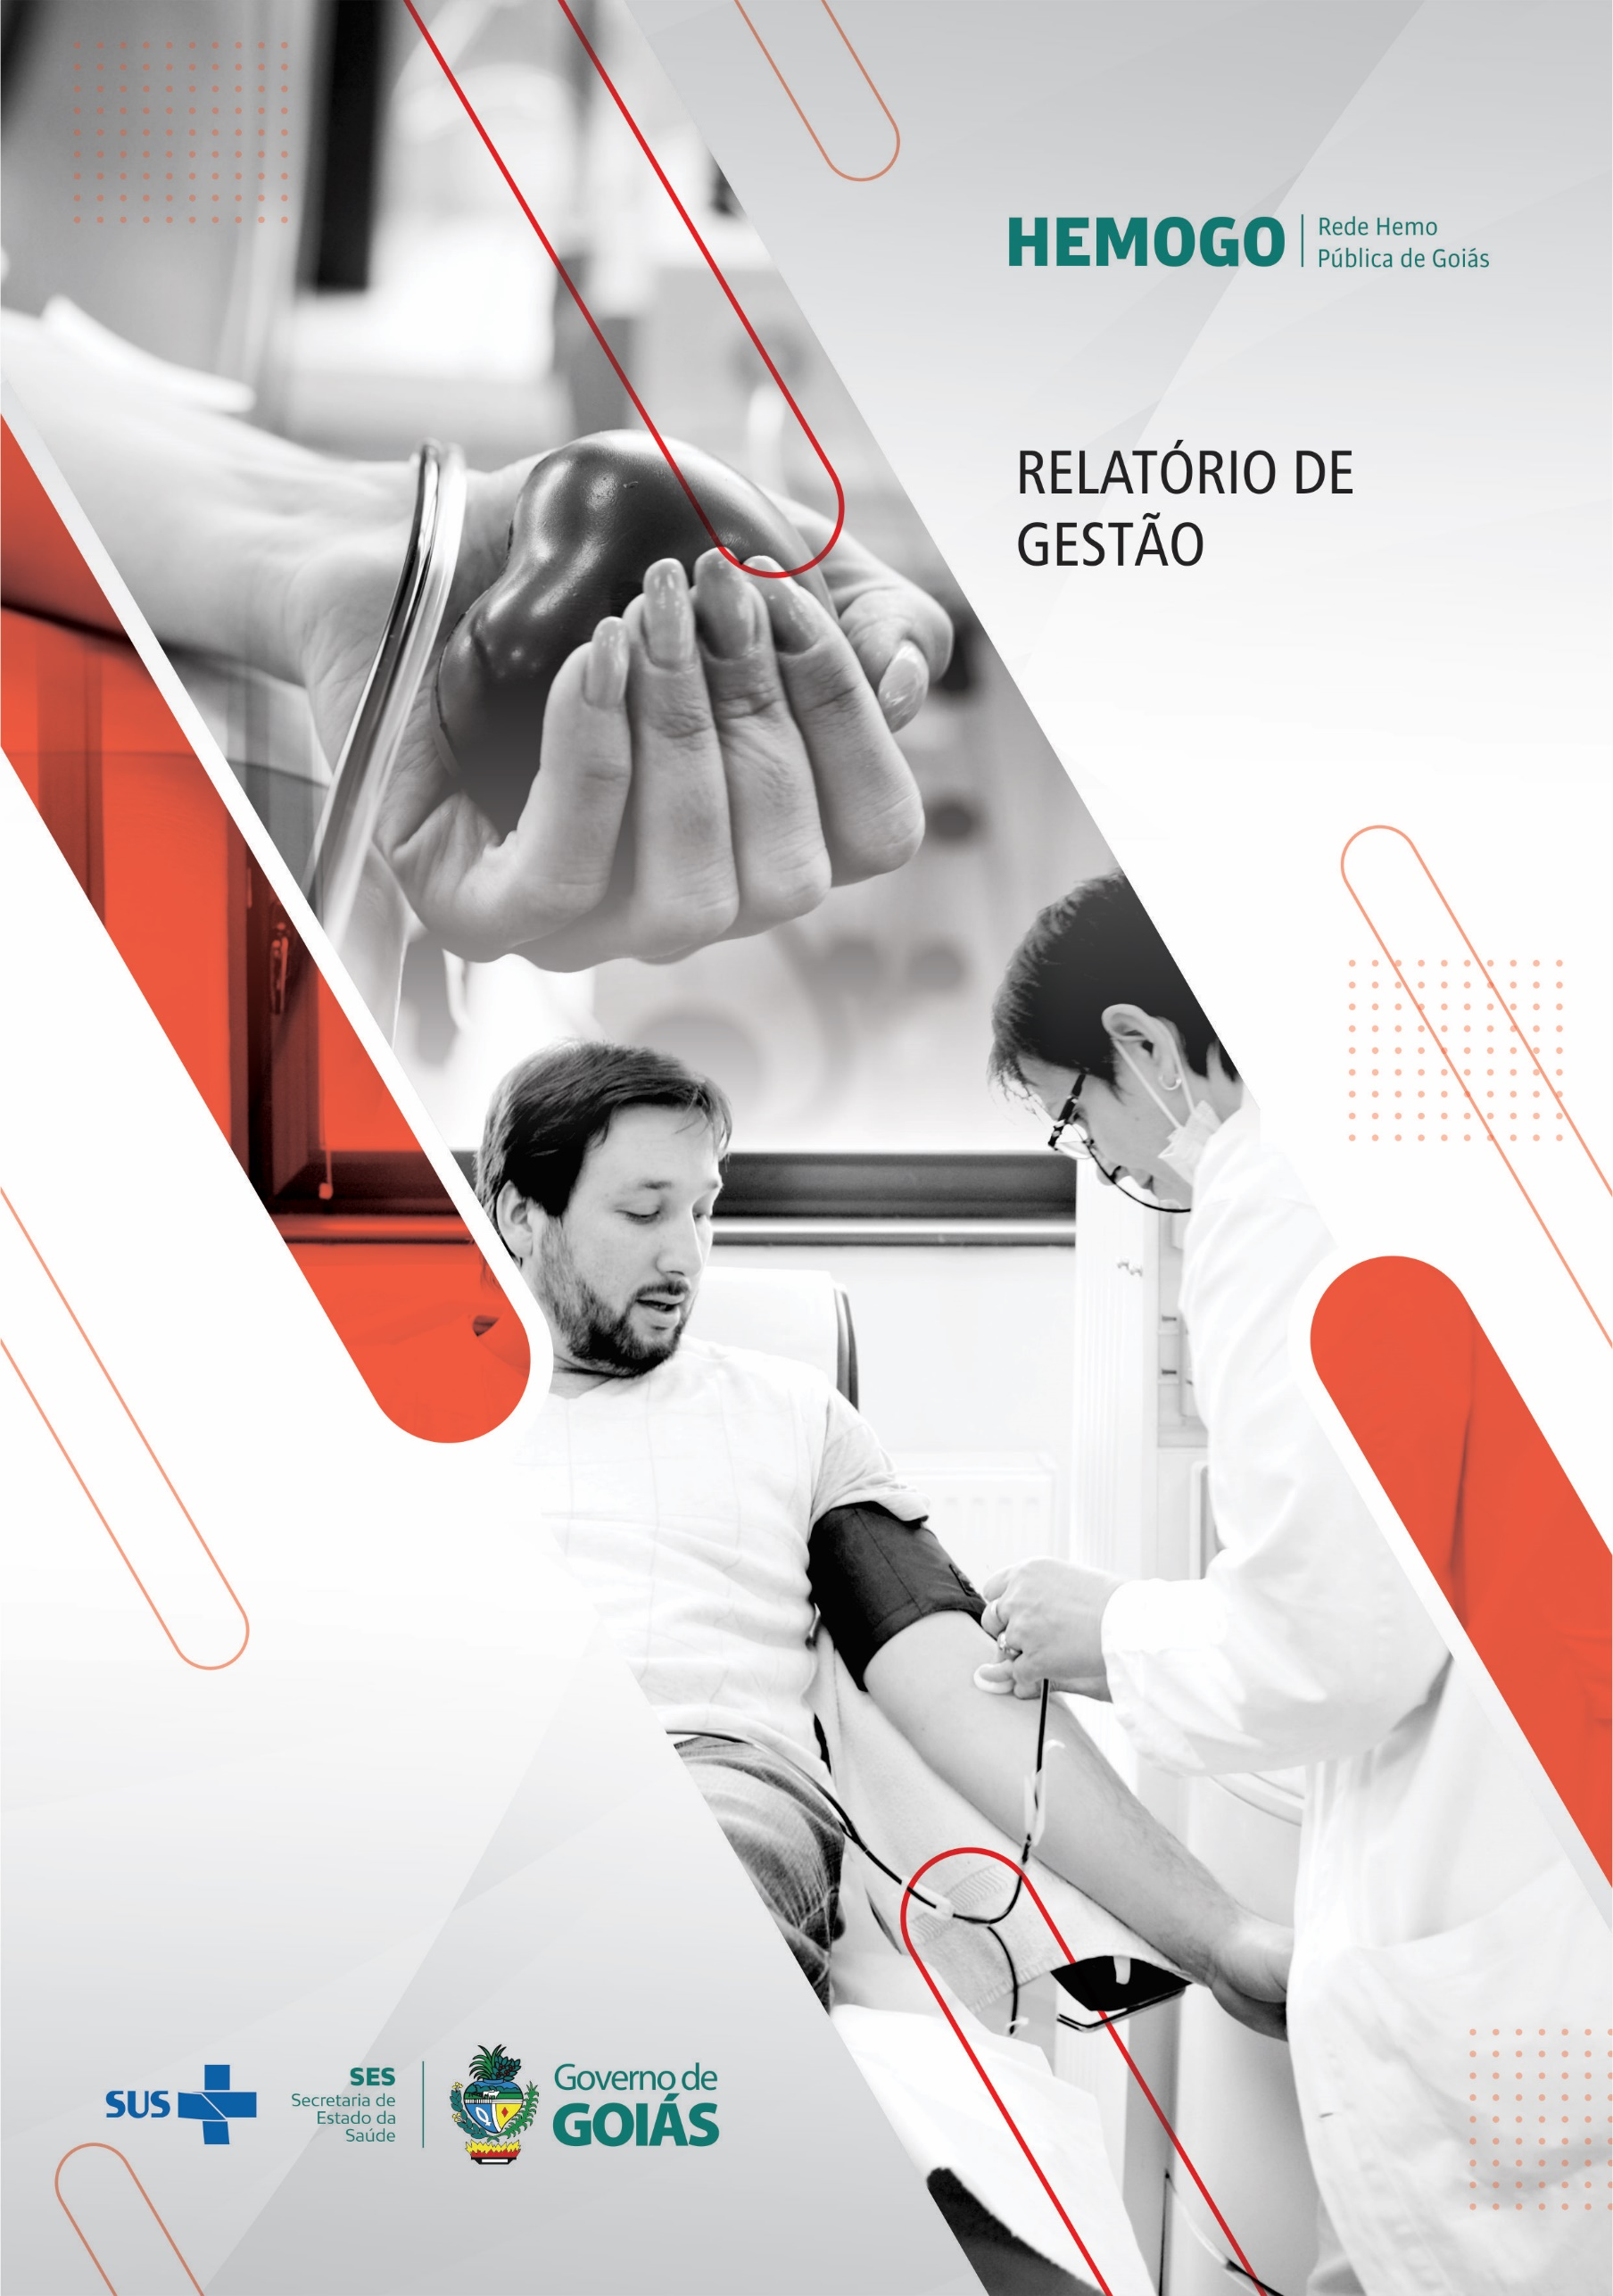 HEMOGO
Rede Hemo
Pública de Goiás
RELATÓRIO DE
GESTÃO
SUS
SES
Secretaria de
Estado da
Saúde
Governo de
GOIÁS